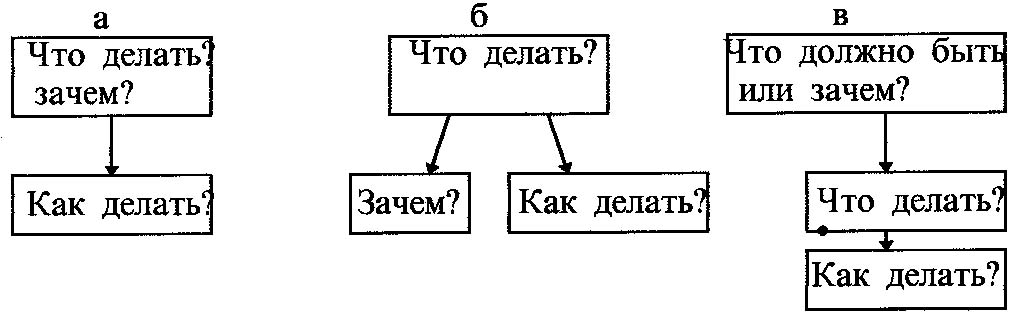 а
Что делать?
зачем?
Как делать?
б
Что делать?
Зачем?
Как делать?
в
Что должно быть
или зачем?
Что делать?
Как делать?